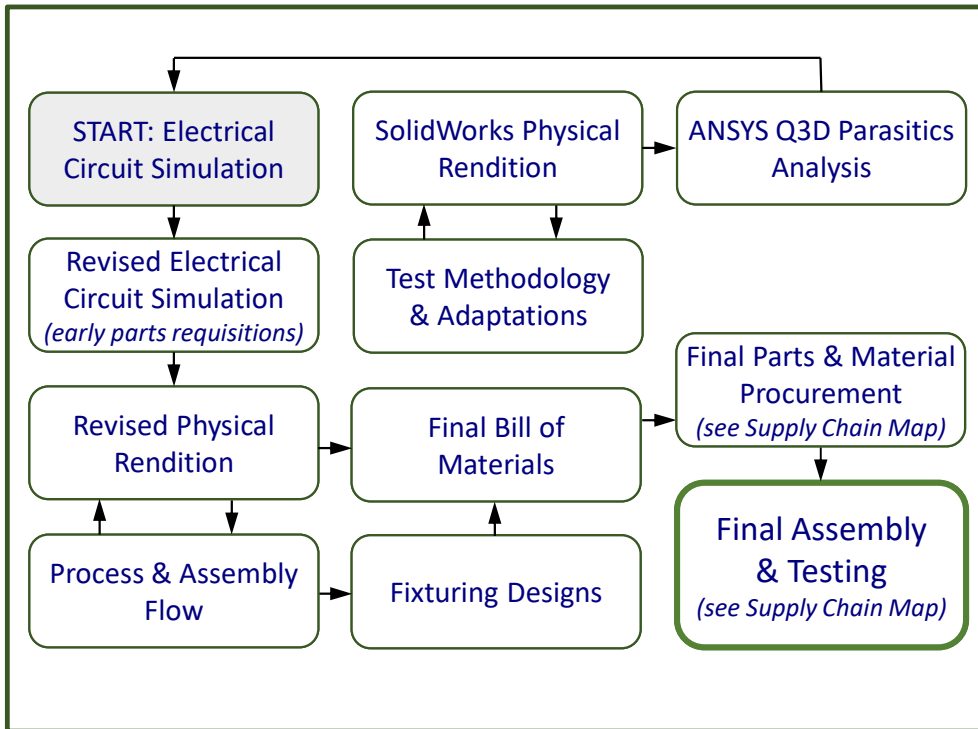 START: Electrical
Circuit Simulation
SolidWorks Physical
Rendition
ANSYS Q3D Parasitics
Analysis
Revised Electrical
Circuit Simulation
(early parts requisitions)
Test Methodology
& Adaptations
Final Parts & Material
Procurement
(see Supply Chain Map)
Revised Physical
Rendition
Final Bill of
Materials
Final Assembly
& Testing
(see Supply Chain Map)
Process & Assembly
Flow
Fixturing Designs